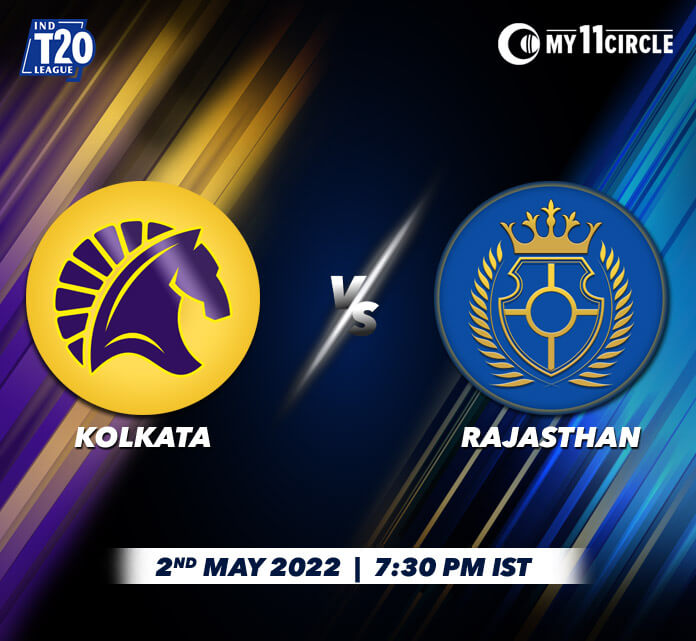 IND
T20
LEAGUE
MY11CIRCLE
VS
KOLKATA
RAJASTHAN
2ND MAY 2022 | 7:30 PM IST